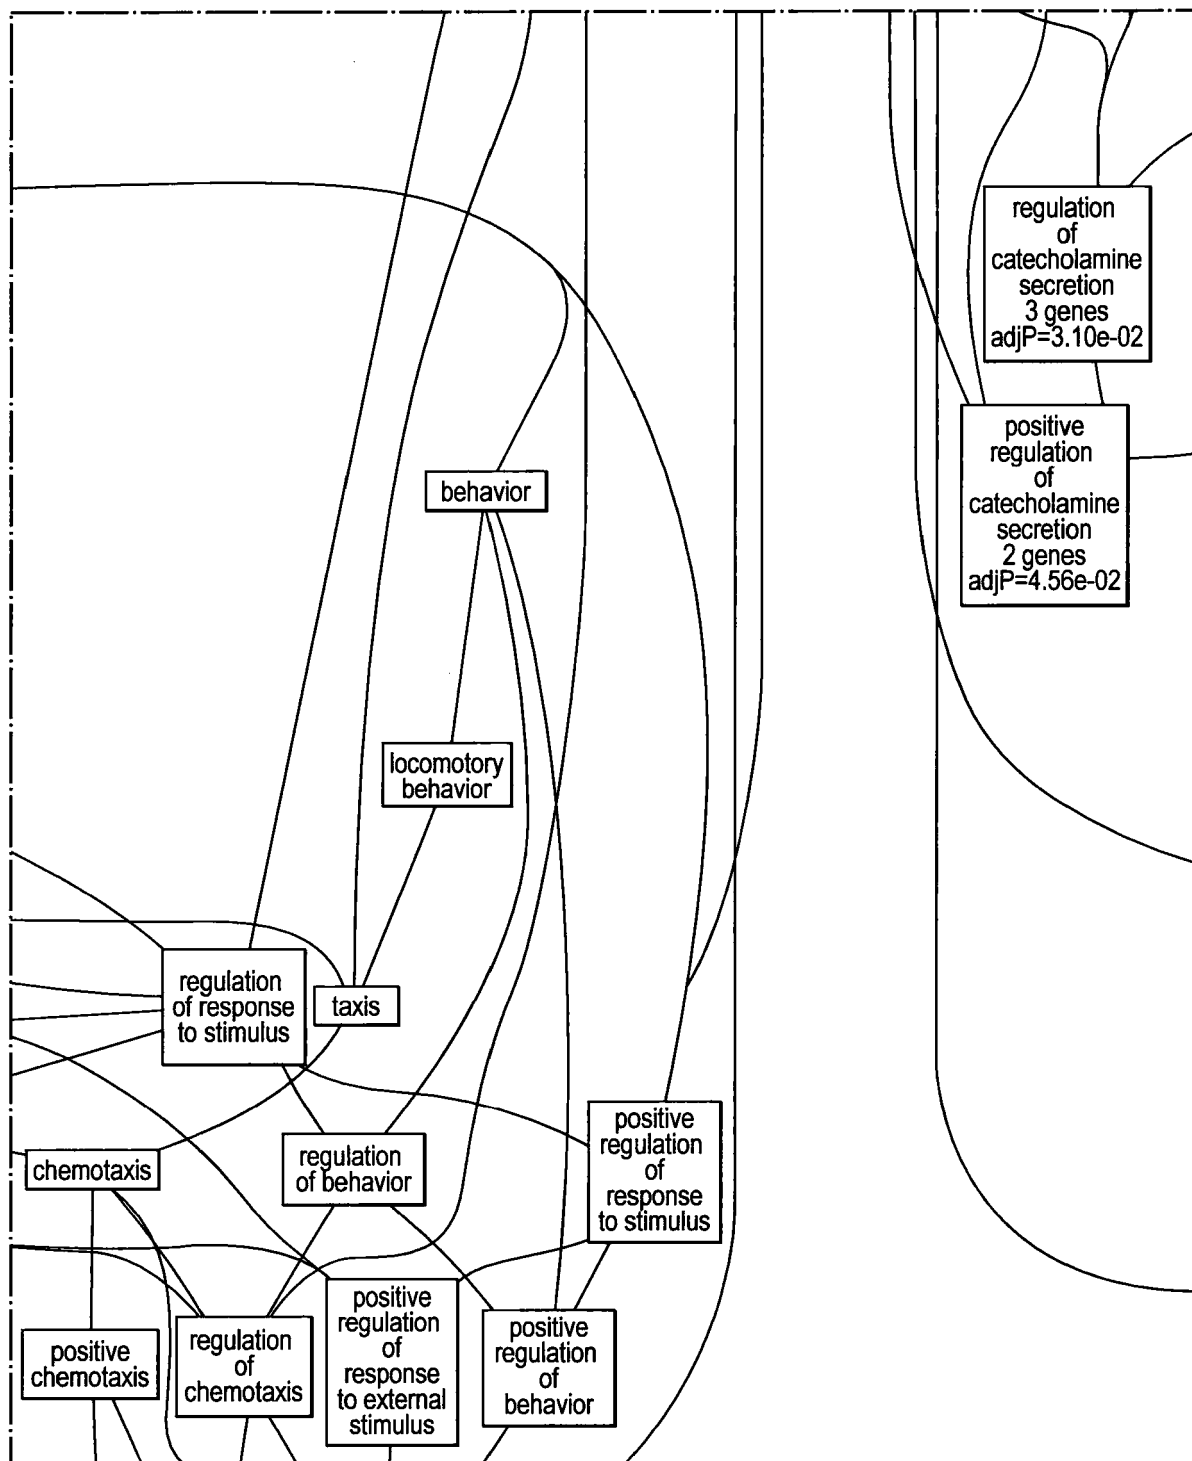 regulation
of
catecholamine
secretion
3 genes
adjP=3.10e-02
positive
regulation
of
catecholamine
secretion
2 genes
adjP=4.56e-02
behavior
locomotory
behavior
regulation
of response
to stimulus
taxis
positive
regulation
of
response
to stimulus
chemotaxis
regulation
of behavior
positive
chemotaxis
regulation
of
chemotaxis
positive
regulation
of
response
to external
stimulus
positive
regulation
of
behavior